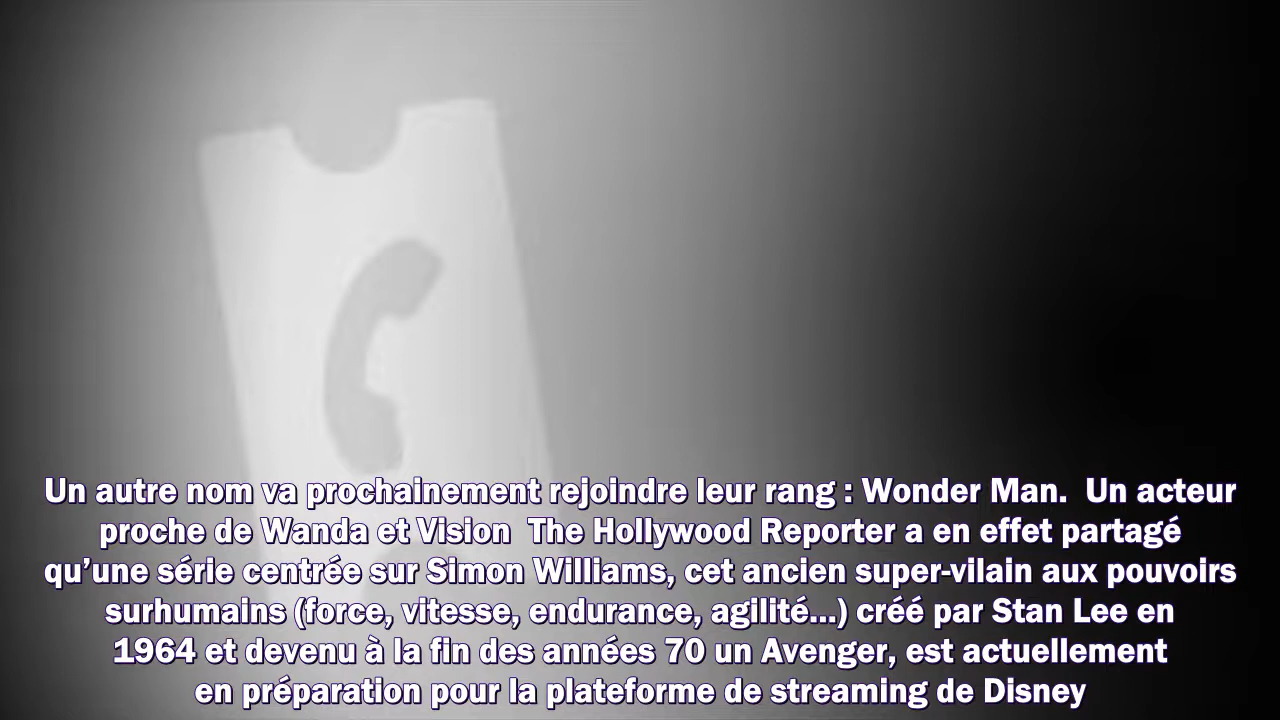 Un autre nom va prochainement rejoindre leur rang : Wonder Man.  Un acteur
proche de Wanda et Vision  The Hollywood Reporter a en effet partagé
qu’une série centrée sur Simon Williams, cet ancien super-vilain aux pouvoirs
surhumains (force, vitesse, endurance, agilité...) créé par Stan Lee en
1964 et devenu à la fin des années 70 un Avenger, est actuellement
en préparation pour la plateforme de streaming de Disney